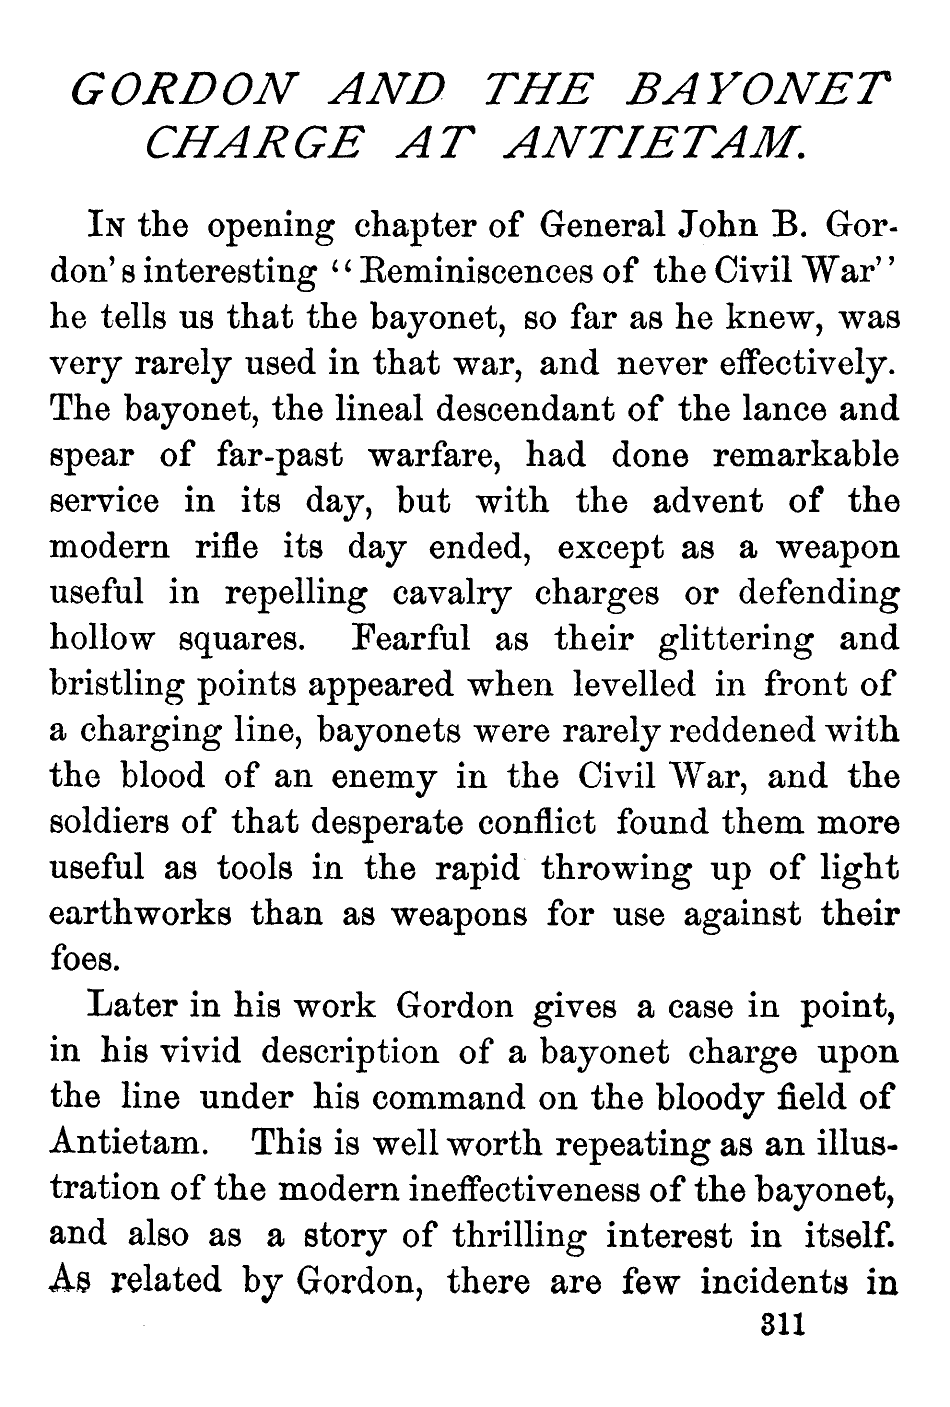 GORDON AND THE BAYONET
CHARGE AT ANTIETAM.
IN the opening chapter of General John B. Gor-
don's interesting "Reminiscences of the Civil War"
he tells us that the bayonet, so far as he knew, was
very rarely used in that war, and never effectively.
The bayonet, the lineal descendant of the lance and
spear of far-past warfare, had done remarkable
service in its day, but with the advent of the
modern rifle its day ended, except as a weapon
useful in repelling cavalry charges or defending
hollow squares. Fearful as their glittering and
bristling points appeared when levelled in front of
a charging line, bayonets were rarely reddened with
the blood of an enemy in the Civil War, and the
soldiers of that desperate conflict found them more
useful as tools in the rapid throwing up of light
earthworks than as weapons for use against their
foes.
Later in his work Gordon gives a case in point,
in his vivid description of a bayonet charge upon
the line under his command on the bloody field of
Antietam. This is well worth repeating as an illus-
tration of the modern ineffectiveness of the bayonet,
and also as a story of thrilling interest in itself.
As related by Gordon, there are few incidents in
311